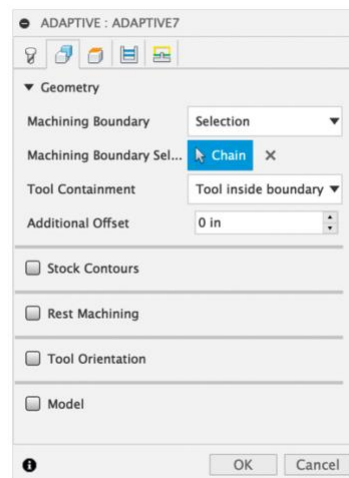 ADAPTIVE : ADAPTIVE7
Geometry
Machining Boundary Selection
Machining Boundary Sel... Chain
Tool Containment Tool inside boundary
Additional Offset 0 in
Stock Contours
Rest Machining
Tool Orientation
Model
OK Cancel